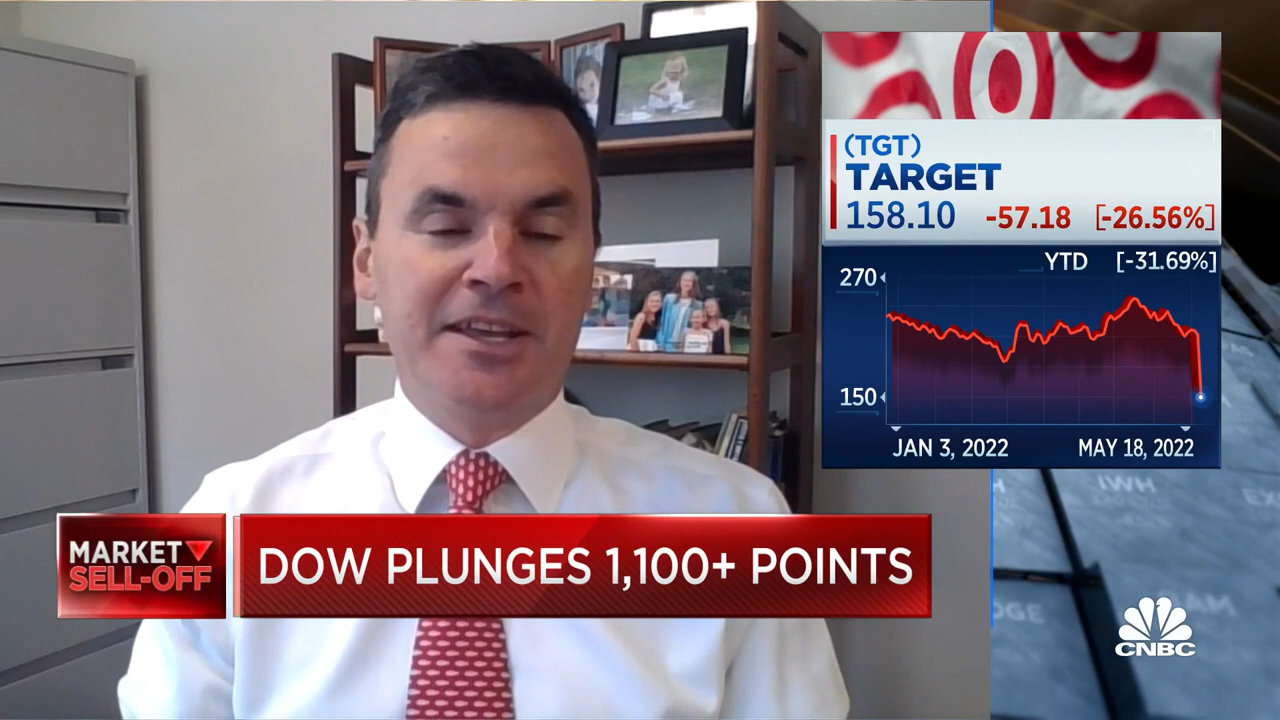 (TGT)
TARGET
158.10 -57.18 [-26.56%]
YTD [-31.69%]
270
150
JAN 3, 2022 MAY 18, 2022
MARKET
SELL-OFF
DOW PLUNGES 1,100+ POINTS
IWH
CNBC